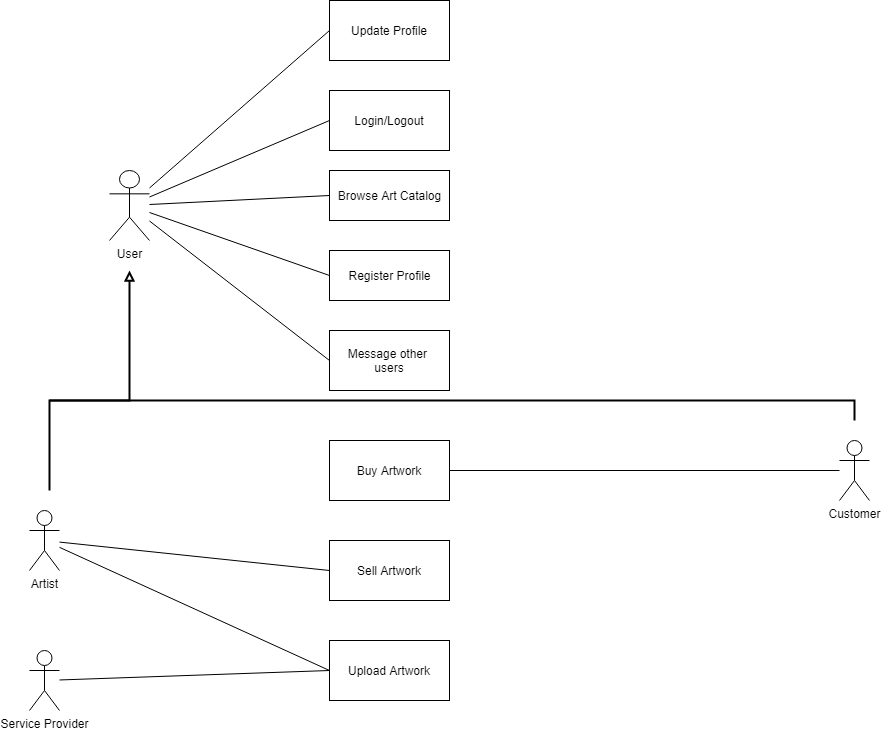 Update Profile
Login/Logout
Browse Art Catalog
User
Register Profile
Message other
users
Buy Artwork
Customer
Sell Artwork
Artist
Upload Artwork
Service Provider